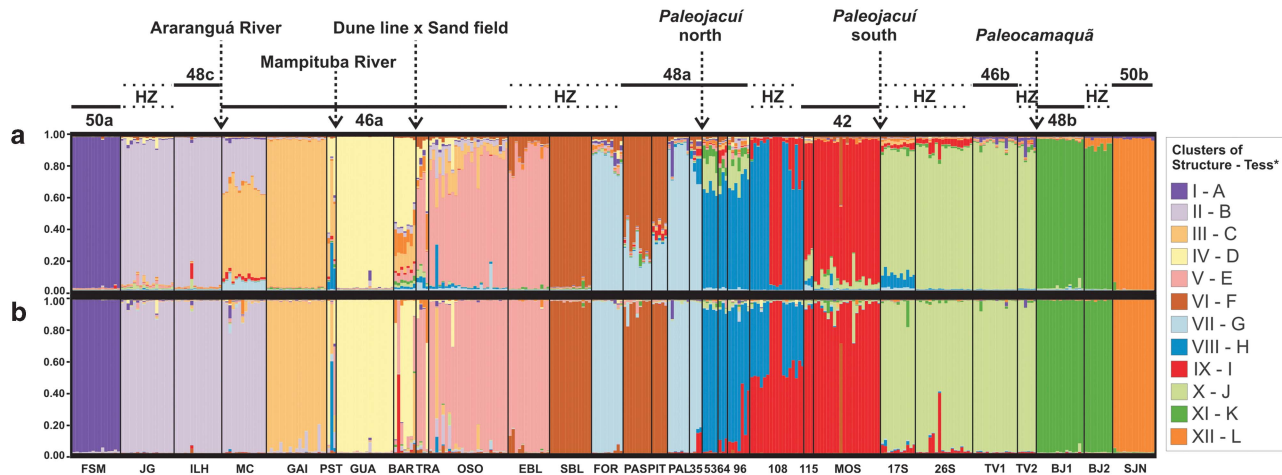 Araranguá River
Mampituba River
Dune line x Sand field
Paleojacuí
north
Paleojacuí
south
Paleocamaquã
50a
HZ
48c
46a
HZ
48a
HZ
42
HZ
46b
HZ
48b
HZ
50b
a
1.00
0.80
0.60
0.40
0.20
0.00
b
1.00
0.80
0.60
0.40
0.20
0.00
FSM JG ILH MC GAI PST GUA BAR TRA OSO EBL SBL FOR PAS PIT PAL 35 53 64 96 108 115 MOS 17S 26S TV1 TV2 BJ1 BJ2 SJN
Clusters of
Structure - Tess*
I - A
II - B
III - C
IV - D
V - E
VI - F
VII - G
VIII - H
IX - I
X - J
XI - K
XII - L